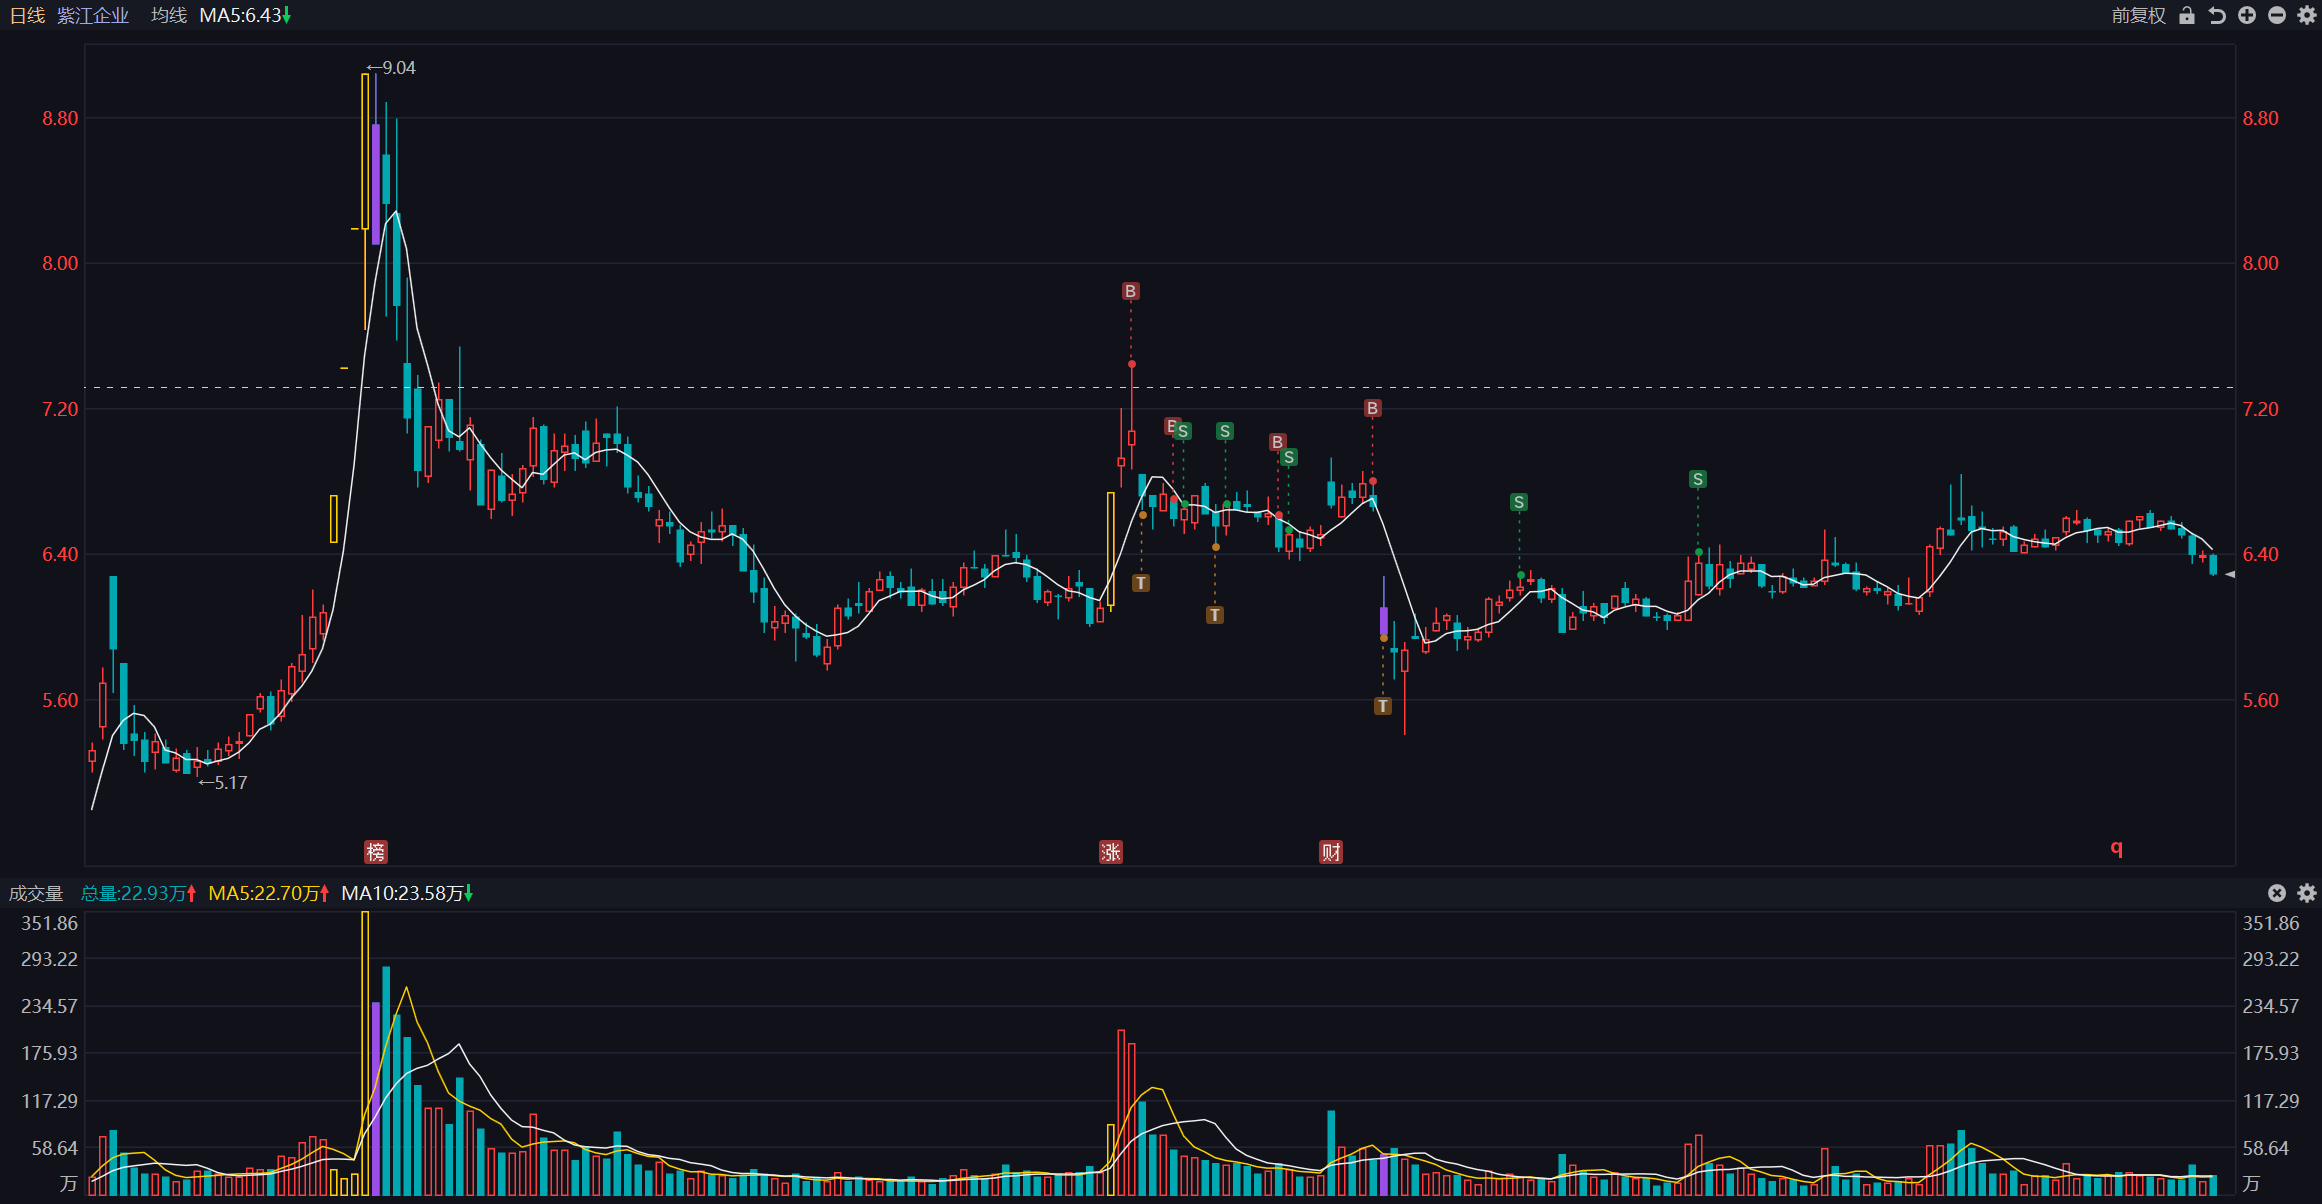 日线 紫江企业 均线 MA5:6.43↓ 前复权
←9.04
8.80 8.80
8.00 8.00
B
7.20 B 7.20
B S S B S
S
S
6.40 6.40
T
T
5.60 T 5.60
←5.17
榜 涨 财 q
成交量 总量:22.93万↑ MA5:22.70万↑ MA10:23.58万↓
351.86 351.86
293.22 293.22
234.57 234.57
175.93 175.93
117.29 117.29
58.64 58.64
万 万